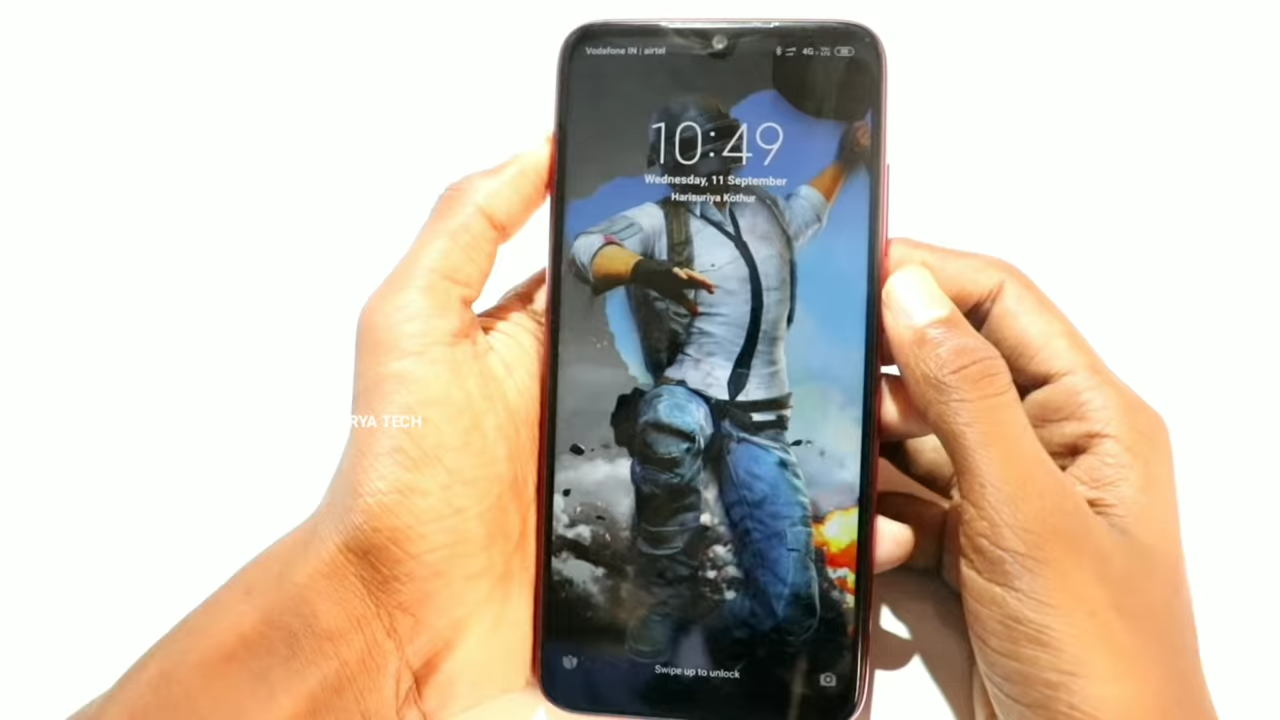 Vodafone IN | airtel
4G
10:49
Wednesday, 11 September
Harisuriya Kothur
RYA TECH
Swipe up to unlock